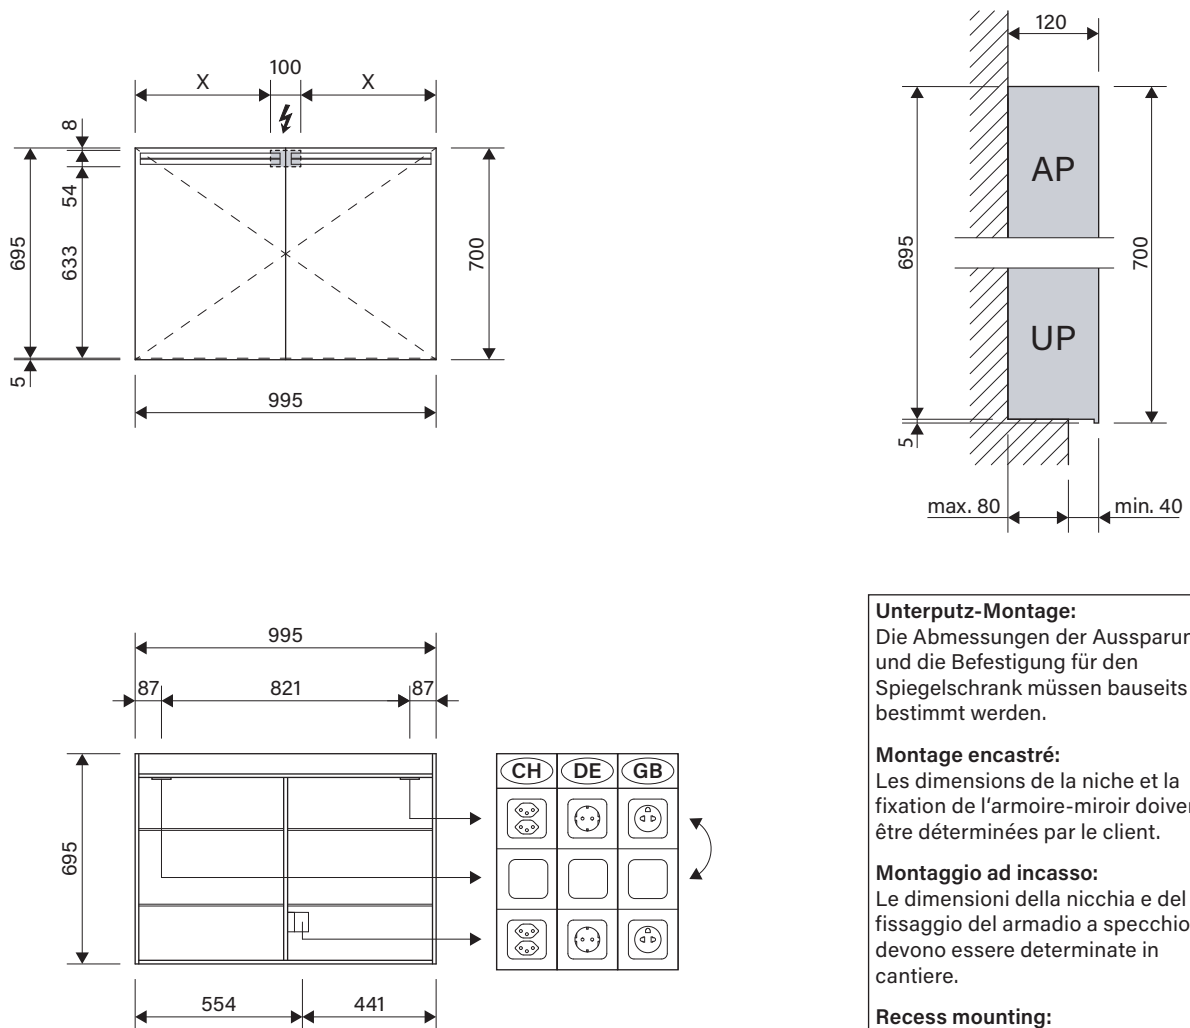 100
X X
8
54
695
633
700
5
995
120
AP
695
700
UP
5
max. 80
min. 40
995
87 821 87
CH DE GB
695
554 441
Unterputz-Montage:
Die Abmessungen der
und die Befestigung für den
Spiegelschrank müssen bauseits
bestimmt werden.
Montage encastré:
Les dimensions de la niche et la
fixation de l‘armoire-miroir
être déterminées par le client.
Montaggio ad incasso:
Le dimensioni della nicchia e del
fissaggio del armadio a specchio
devono essere determinate in
cantiere.
Recess mounting: